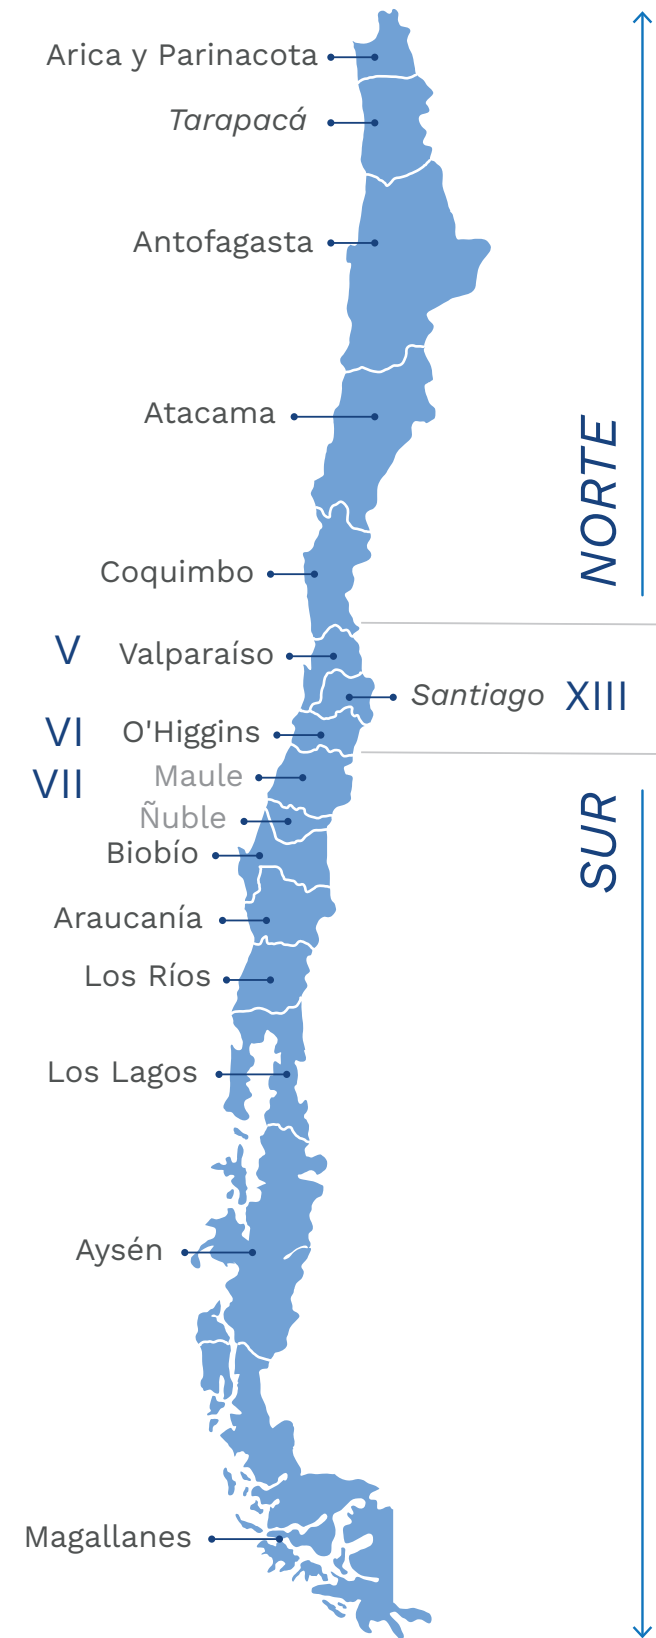 Arica y Parinacota
Tarapacá
Antofagasta
Atacama
NORTE
Coquimbo
V Valparaíso
Santiago XIII
VI O'Higgins
VII Maule
Ñuble
SUR
Biobío
Araucanía
Los Ríos
Los Lagos
Aysén
Magallanes